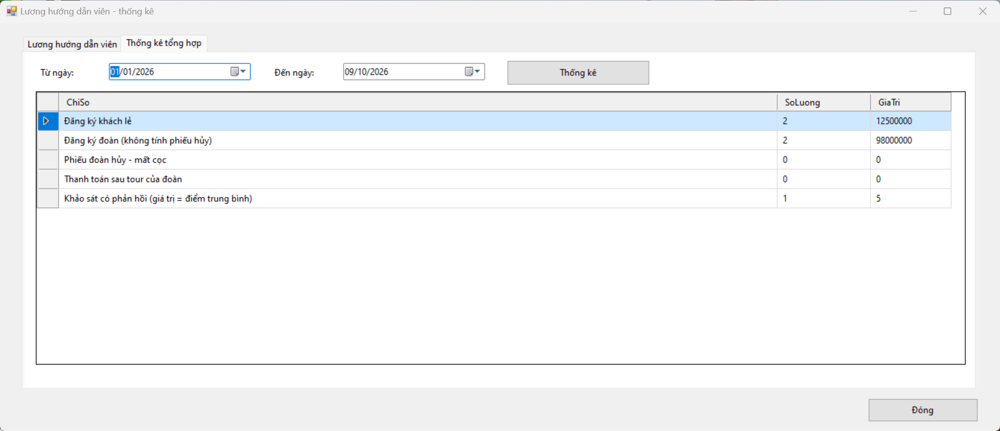 Lương hướng dẫn viên - thống kê
Lương hướng dẫn viên
Thống kê tổng hợp
Từ ngày:
01/01/2026
Đến ngày:
09/10/2026
Thống kê
ChiSo SoLuong GiaTri
Đăng ký khách lẻ 2 12500000
Đăng ký đoàn (không tính phiếu hủy) 2 98000000
Phiếu đoàn hủy - mất cọc 0 0
Thanh toán sau tour của đoàn 0 0
Khảo sát có phản hồi (giá trị = điểm trung bình) 1 5
Đóng